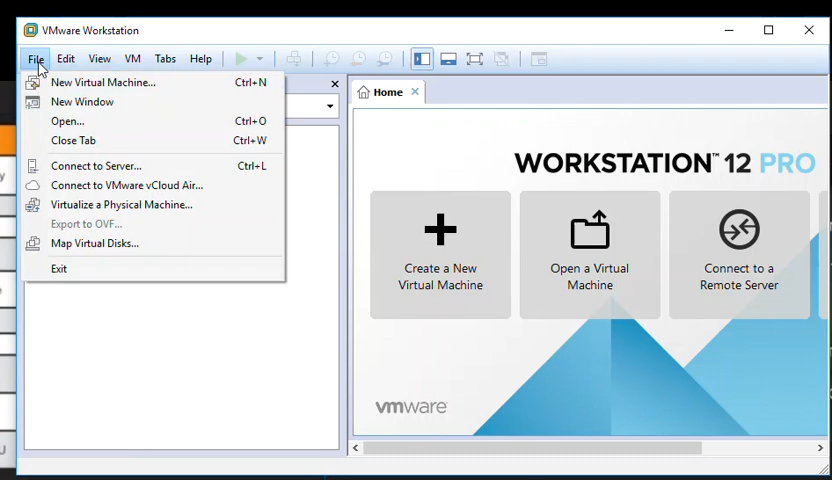 VMware Workstation
File Edit View VM Tabs Help
New Virtual Machine... Ctrl+N
New Window
Open... Ctrl+O
Close Tab Ctrl+W
Connect to Server... Ctrl+L
Connect to VMware vCloud Air...
Virtualize a Physical Machine...
Export to OVF...
Map Virtual Disks...
Exit
Home
WORKSTATION™ 12 PRO
Create a New
Virtual Machine
Open a Virtual
Machine
Connect to a
Remote Server
vmware